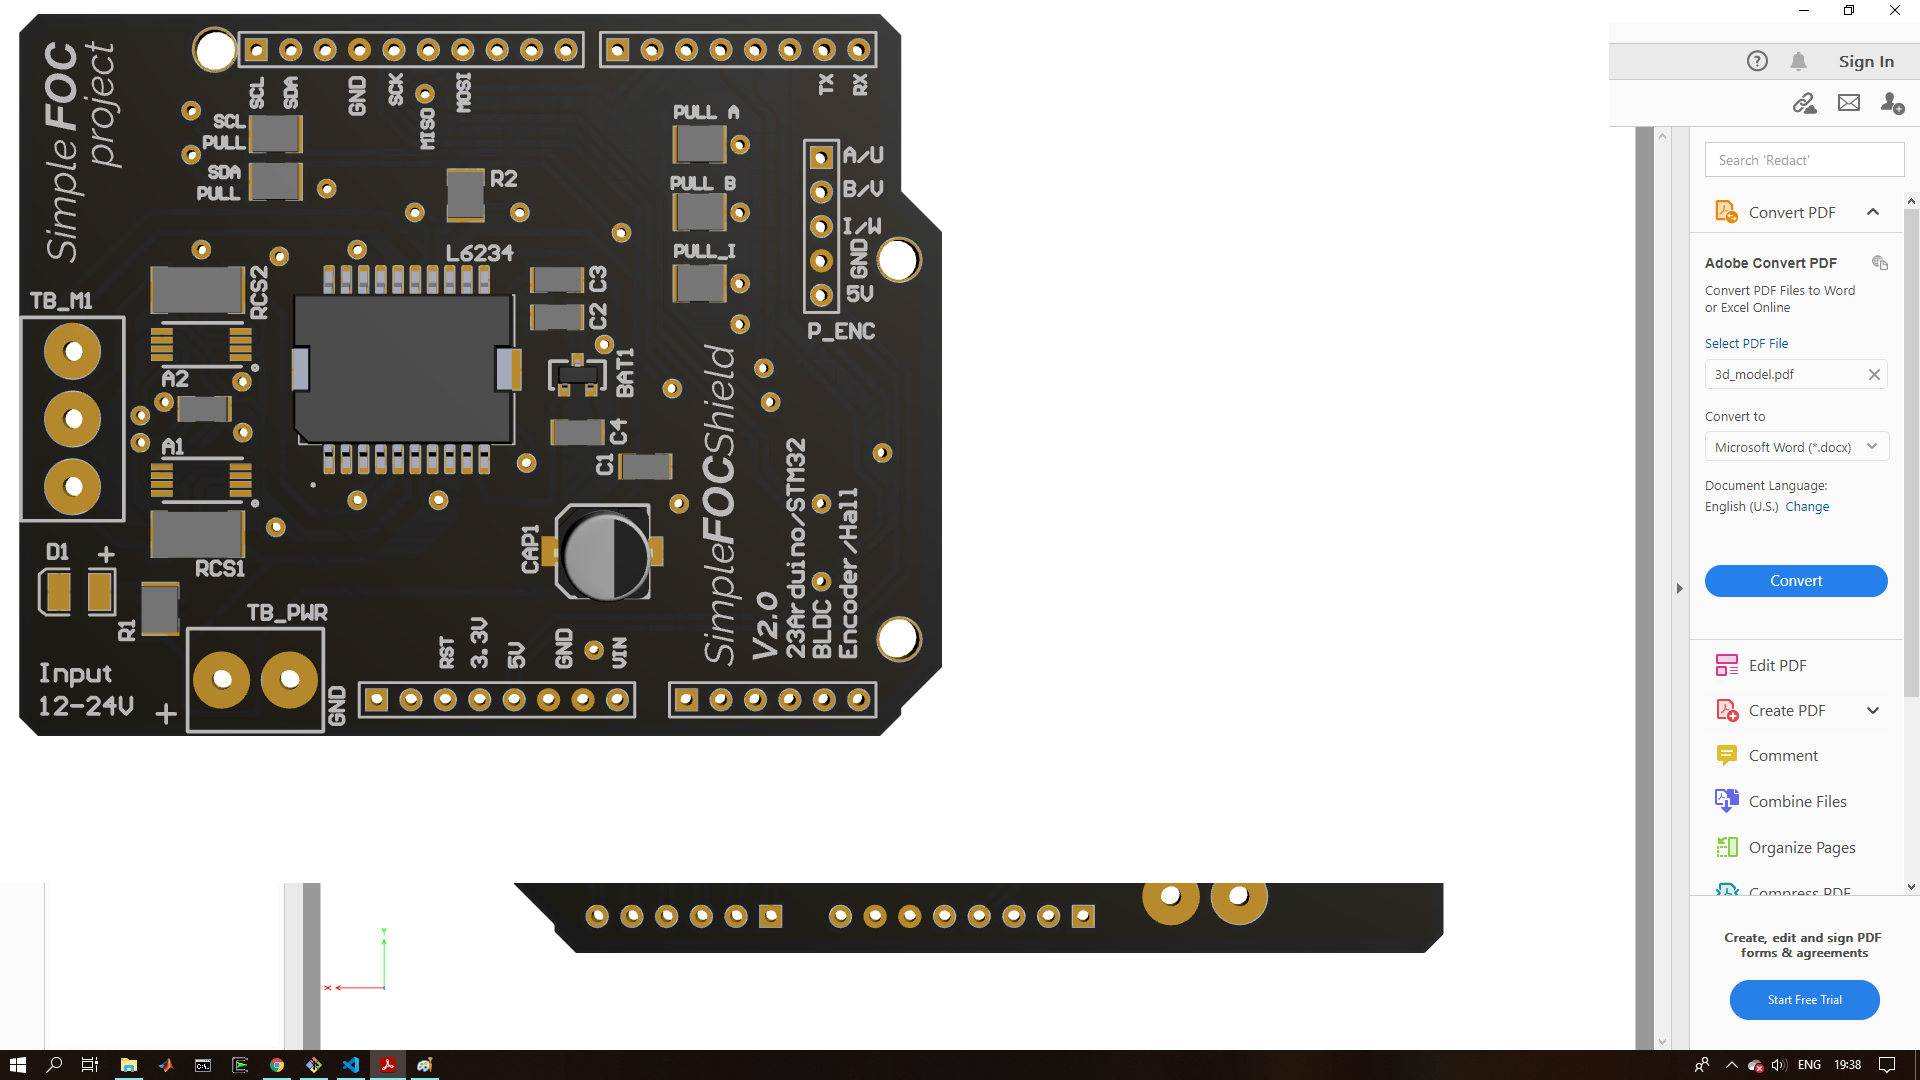 Simple FOC
project
SCL
SDA
GND
SCK
MISO
MOSI
TX
RX
SCL
PULL
SDA
PULL
R2
PULL A
PULL B
PULL_I
A/U
B/V
I/W
GND
5V
P_ENC
L6234
RCS2
C3
C2
TB_M1
A2
BAT1
A1
C4
C1
RCS1
CAP1
D1 +
R1
TB_PWR
Input
12-24V +
GND
RST
3.3V
5V
GND
VIN
SimpleFOCShield
V2.0
23Arduino/STM32
BLDC
Encoder/Hall
Sign In
Search 'Redact'
Convert PDF
Adobe Convert PDF
Convert PDF Files to Word
or Excel Online
Select PDF File
3d_model.pdf
Convert to
Microsoft Word (*.docx)
Document Language:
English (U.S.) Change
Convert
Edit PDF
Create PDF
Comment
Combine Files
Organize Pages
Compress PDF
Create, edit and sign PDF
forms & agreements
Start Free Trial
Y
X
ENG 19:38